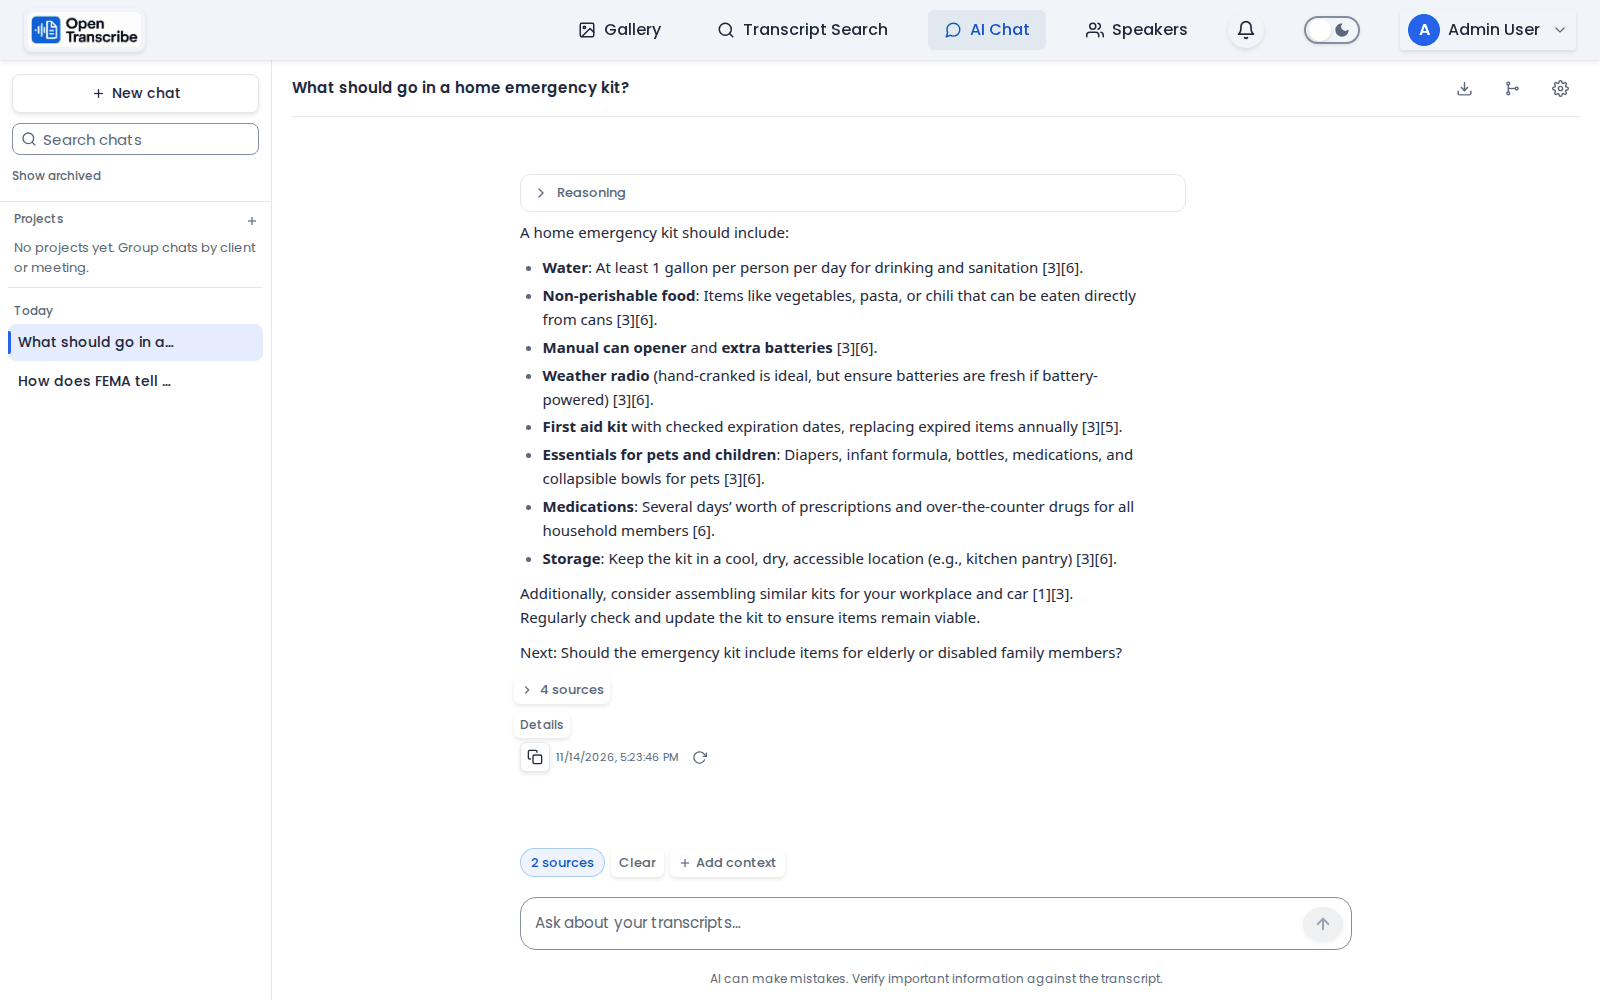 Open
Transcribe
Gallery
Transcript Search
AI Chat
Speakers
A
Admin User
New chat
Search chats
Show archived
Projects
No projects yet. Group chats by client
or meeting.
Today
What should go in a...
How does FEMA tell ...
What should go in a home emergency kit?
Reasoning
A home emergency kit should include:
• Water: At least 1 gallon per person per day for drinking and sanitation [3][6].
• Non-perishable food: Items like vegetables, pasta, or chili that can be eaten directly
from cans [3][6].
• Manual can opener and extra batteries [3][6].
• Weather radio (hand-cranked is ideal, but ensure batteries are fresh if battery-
powered) [3][6].
• First aid kit with checked expiration dates, replacing expired items annually [3][5].
• Essentials for pets and children: Diapers, infant formula, bottles, medications, and
collapsible bowls for pets [3][6].
• Medications: Several days’ worth of prescriptions and over-the-counter drugs for all
household members [6].
• Storage: Keep the kit in a cool, dry, accessible location (e.g., kitchen pantry) [3][6].
Additionally, consider assembling similar kits for your workplace and car [1][3].
Regularly check and update the kit to ensure items remain viable.
Next: Should the emergency kit include items for elderly or disabled family members?
4 sources
Details
11/14/2026, 5:23:46 PM
2 sources
Clear
+ Add context
Ask about your transcripts...
AI can make mistakes. Verify important information against the transcript.